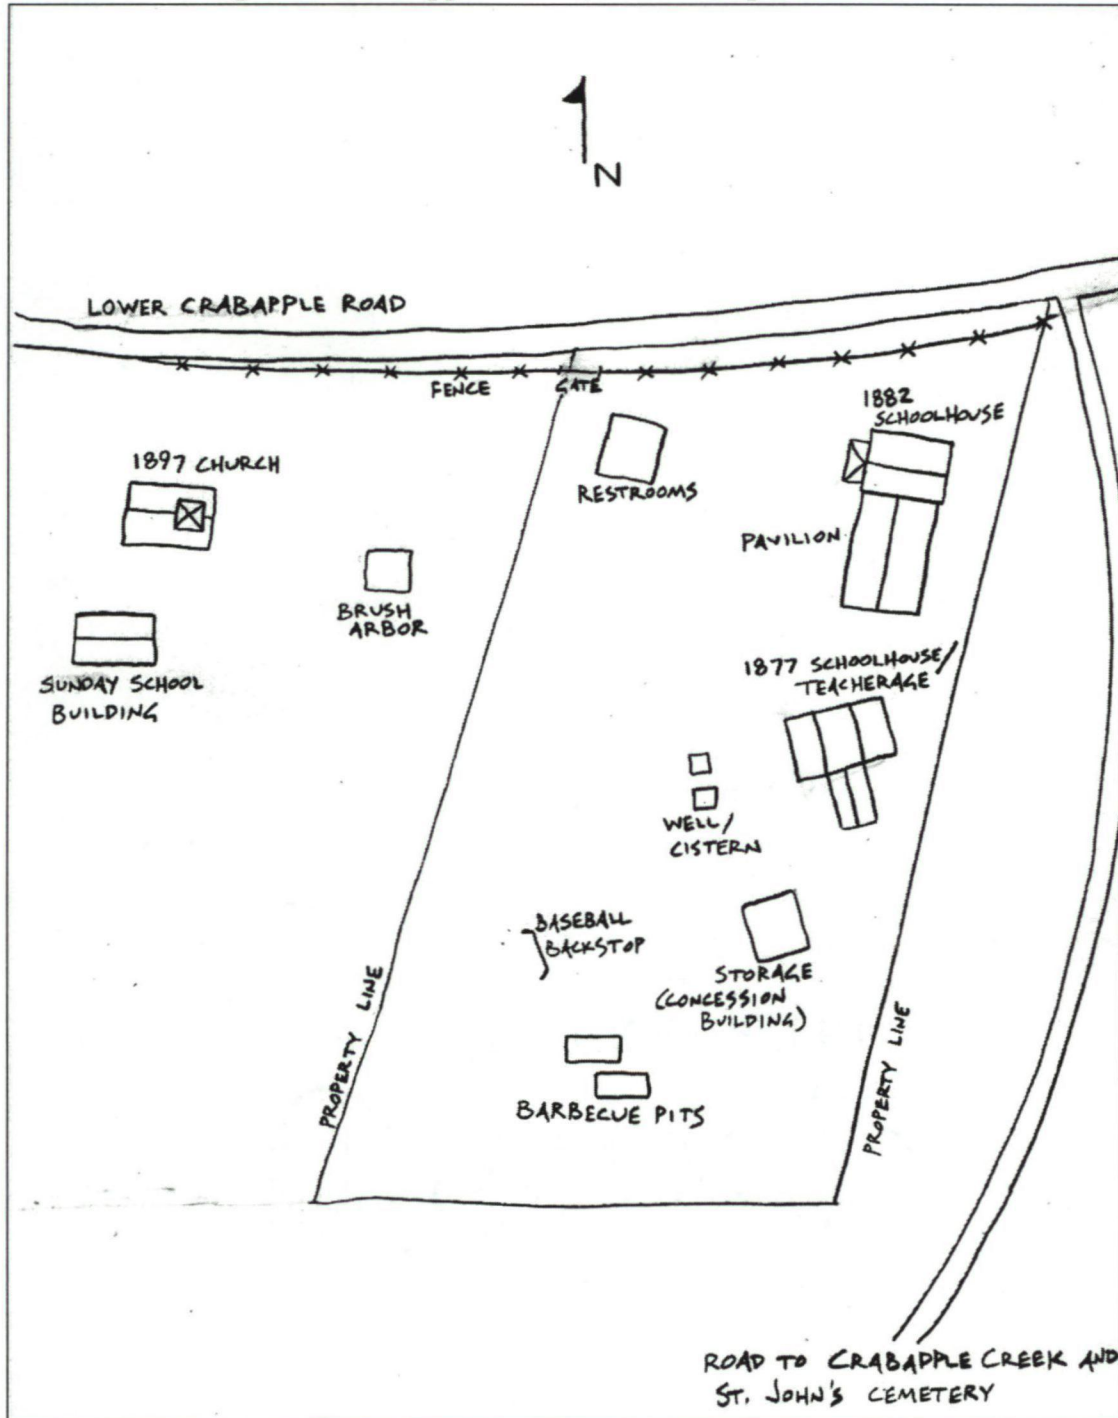 N
LOWER CRABAPPLE ROAD
FENCE
GATE
1882
SCHOOLHOUSE
1897 CHURCH
RESTROOMS
PAVILION
BRUSH
ARBOR
SUNDAY SCHOOL
BUILDING
1877 SCHOOLHOUSE/
TEACHERAGE
WELL/
CISTERN
BASEBALL
BACKSTOP
STORAGE
(CONCESSION
BUILDING)
PROPERTY LINE
PROPERTY LINE
BARBECUE PITS
ROAD TO CRABAPPLE CREEK AND
ST. JOHN'S CEMETERY